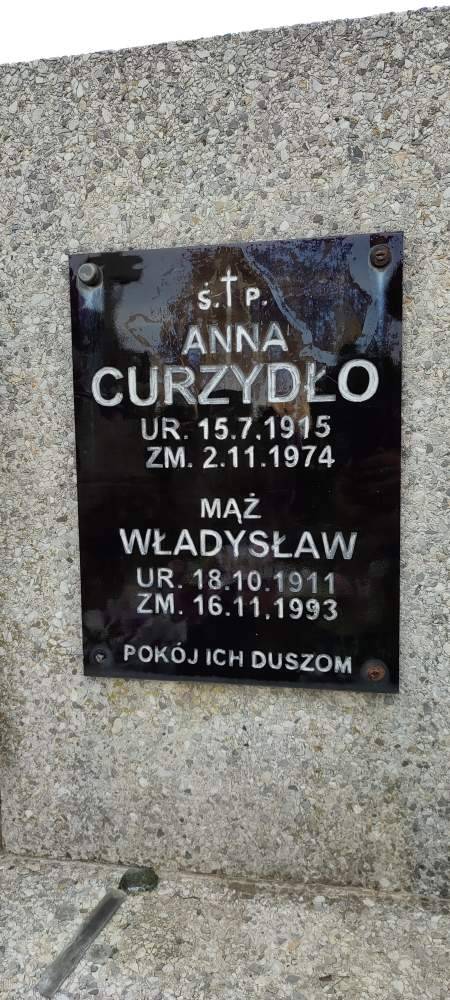 Ś.†P.
ANNA
CURZYDŁO
UR. 15.7.1915
ZM. 2.11.1974
MĄŻ
WŁADYSŁAW
UR. 18.10.1911
ZM. 16.11.1993
POKÓJ ICH DUSZOM